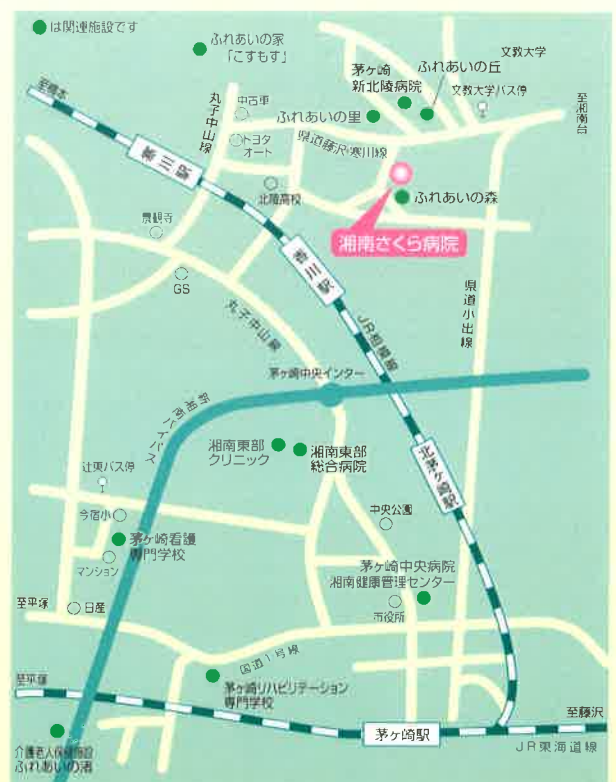 は関連施設です
ふれあいの家
「こすもす」
文教大学
茅ヶ崎
新北陵病院
ふれあいの丘
文教大学バス停
至橋本
丸子中山線
中古車
ふれあいの里
至湘南台
トヨタ
オート
県道藤沢・寒川線
香川駅
北陵高校
ふれあいの森
景観寺
湘南さくら病院
香川駅
GS
丸子中山線
JR相模線
県道小出線
茅ヶ崎中央インター
新湘南バイパス
湘南東部
クリニック
湘南東部
総合病院
北茅ヶ崎駅
辻東バス停
今宿小
中央公園
茅ヶ崎看護
専門学校
マンション
茅ヶ崎中央病院
湘南健康管理センター
至平塚
日産
市役所
国道1号線
至平塚
茅ヶ崎リハビリテーション
専門学校
至藤沢
茅ヶ崎駅
介護老人保健施設
ふれあいの渚
JR東海道線